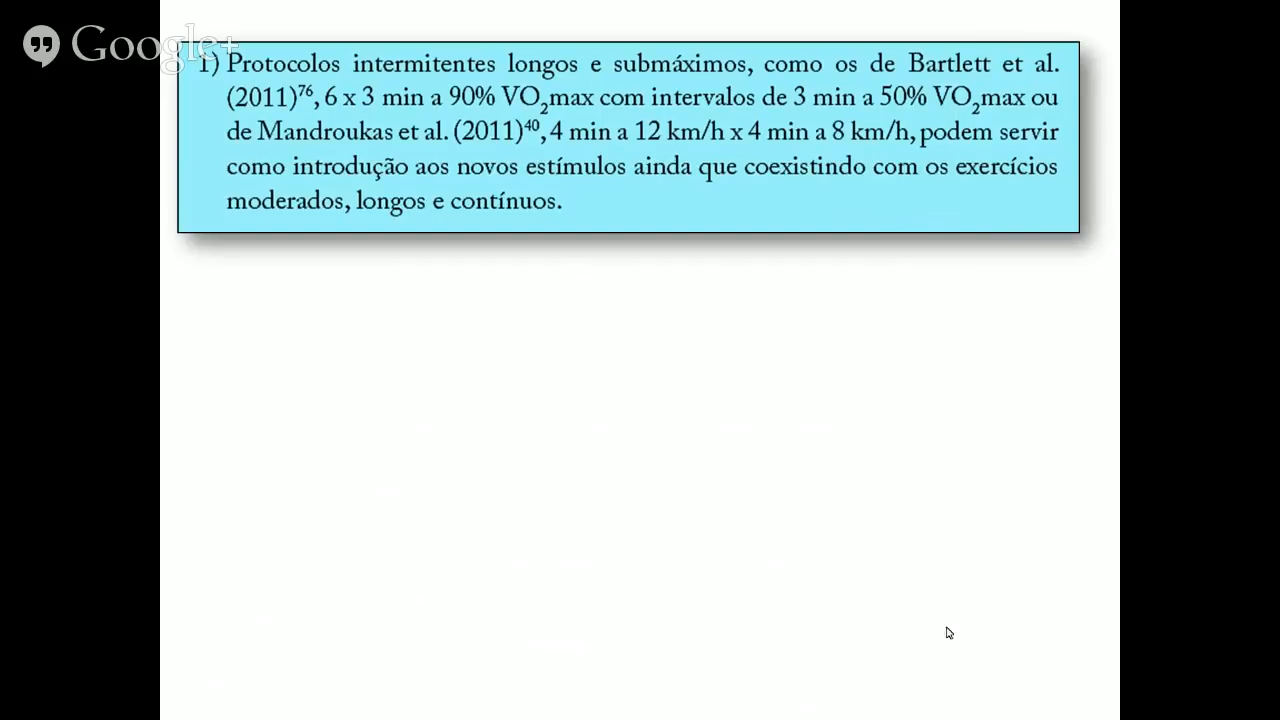 Google+
1) Protocolos intermitentes longos e submáximos, como os de Bartlett et al.
(2011)⁷⁶, 6 x 3 min a 90% VO₂max com intervalos de 3 min a 50% VO₂max ou
de Mandroukas et al. (2011)⁴⁰, 4 min a 12 km/h x 4 min a 8 km/h, podem servir
como introdução aos novos estímulos ainda que coexistindo com os exercícios
moderados, longos e contínuos.